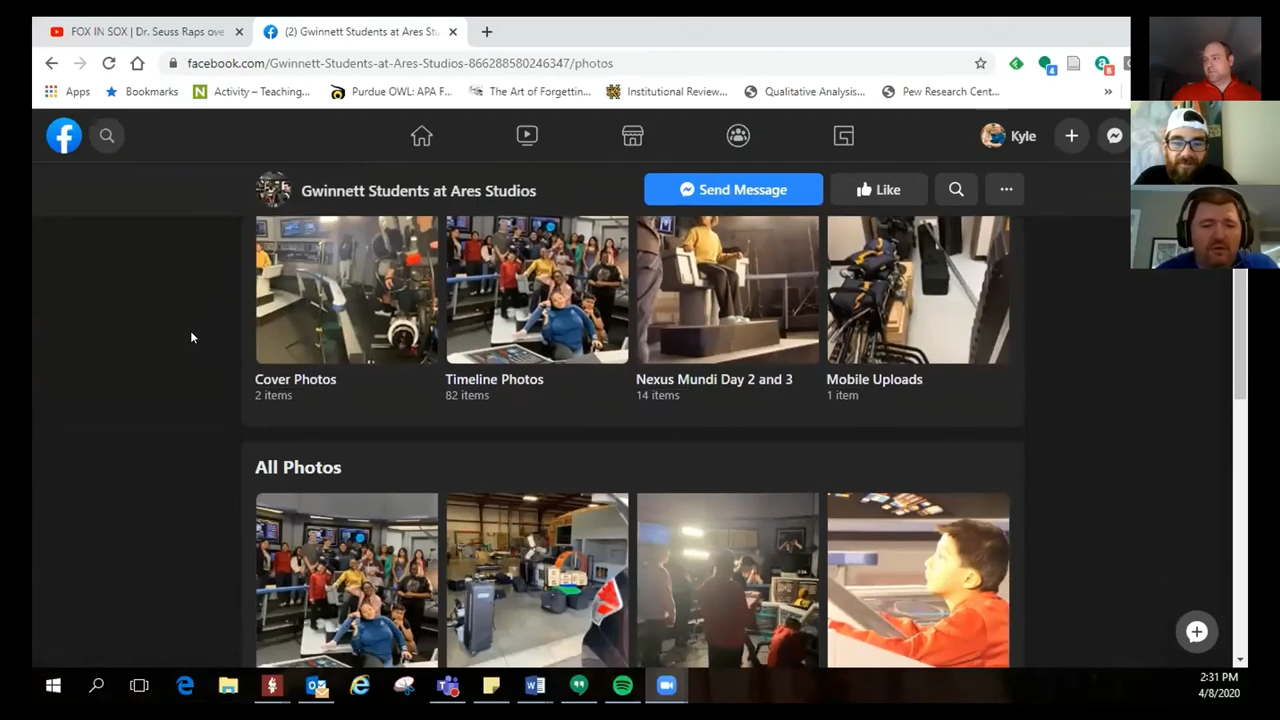 FOX IN SOX | Dr. Seuss Raps ove
(2) Gwinnett Students at Ares Stu
facebook.com/Gwinnett-Students-at-Ares-Studios-866288580246347/photos
Apps Bookmarks Activity – Teaching... Purdue OWL: APA F... The Art of Forgettin... Institutional Revie... Qualitative Analysis... Pew Research Cent... »
Kyle
Gwinnett Students at Ares Studios Send Message Like
Cover Photos Timeline Photos Nexus Mundi Day 2 and 3 Mobile Uploads
2 items 82 items 14 items 1 item
All Photos
2:31 PM
4/8/2020